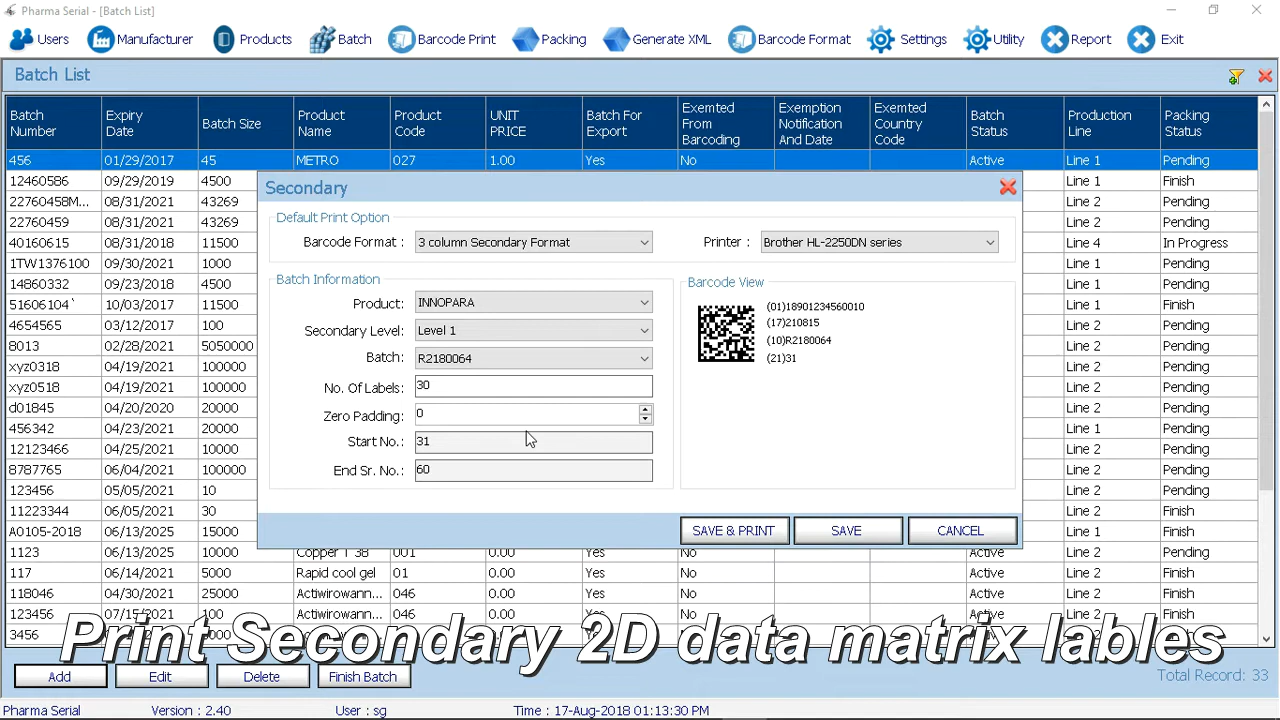 Pharma Serial - [Batch List]
Users Manufacturer Products Batch Barcode Print Packing Generate XML Barcode Format Settings Utility Report Exit
Batch List
Batch Number Expiry Date Batch Size Product Name Product Code UNIT PRICE Batch For Export Exemted From Barcoding Exemption Notification And Date Exemted Country Code Batch Status Production Line Packing Status
456 01/29/2017 45 METRO 027 1.00 Yes No Active Line 1 Pending
12460586 09/29/2019 4500 Line 1 Finish
22760458M... 08/31/2021 43269 Line 2 Pending
22760459 08/31/2021 43269 Line 2 Pending
40160615 08/31/2018 11500 Line 4 In Progress
1TW1376100 09/30/2021 1000 Line 1 Finish
14860332 09/23/2018 4500 Line 1 Pending
51606104` 10/03/2017 11500 Line 1 Finish
4654565 03/12/2017 100 Line 2 Pending
8013 02/28/2021 5050000 Line 2 Pending
xyz0318 04/19/2021 100000 Line 2 Pending
xyz0518 04/19/2021 100000 Line 2 Pending
d01845 04/20/2020 20000 Line 2 Pending
456342 04/21/2021 20000 Line 2 Finish
12123466 04/25/2021 10000 Line 2 Pending
8787765 06/04/2021 100000 Line 2 Pending
123456 05/05/2021 10 Line 2 Pending
11223344 05/06/2021 30 Line 2 Pending
A0105-2018 06/13/2025 15000 Line 1 Finish
1123 06/13/2025 10000 Copper T 38 001 0.00 Yes No Active Line 2 Pending
117 06/14/2021 5000 Rapid cool gel 01 0.00 Yes No Active Line 2 Finish
118046 04/30/2021 25000 Actiwirowann... 046 0.00 Yes No Active Line 2 Finish
123456 07/15/2021 100 Actiwirowann... 046 0.00 Yes No Active Line 2 Finish
3456
Secondary
Default Print Option
Barcode Format : 3 column Secondary Format Printer : Brother HL-2250DN series
Batch Information
Product: INNOPARA
Secondary Level: Level 1
Batch: R2180064
No. Of Labels: 30
Zero Padding: 0
Start No.: 31
End Sr. No.: 60
Barcode View
(01)18901234560010
(17)210815
(10)R2180064
(21)31
SAVE & PRINT SAVE CANCEL
Print Secondary 2D data matrix lables
Add Edit Delete Finish Batch Total Record: 33
Pharma Serial Version : 2.40 User : sg Time : 17-Aug-2018 01:13:30 PM